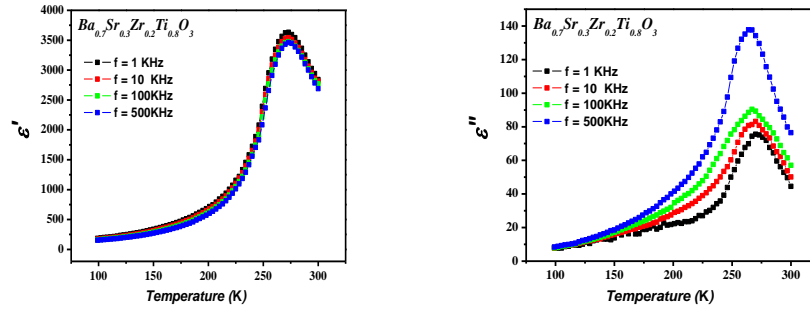 Ba0.7Sr0.3Zr0.2Ti0.8O3
f = 1 KHz
f = 10 KHz
f = 100KHz
f = 500KHz
ε'
4000
3500
3000
2500
2000
1500
1000
500
0
100 150 200 250 300
Temperature (K)
Ba0.7Sr0.3Zr0.2Ti0.8O3
f = 1 KHz
f = 10 KHz
f = 100KHz
f = 500KHz
ε''
140
120
100
80
60
40
20
0
100 150 200 250 300
Temperature (K)